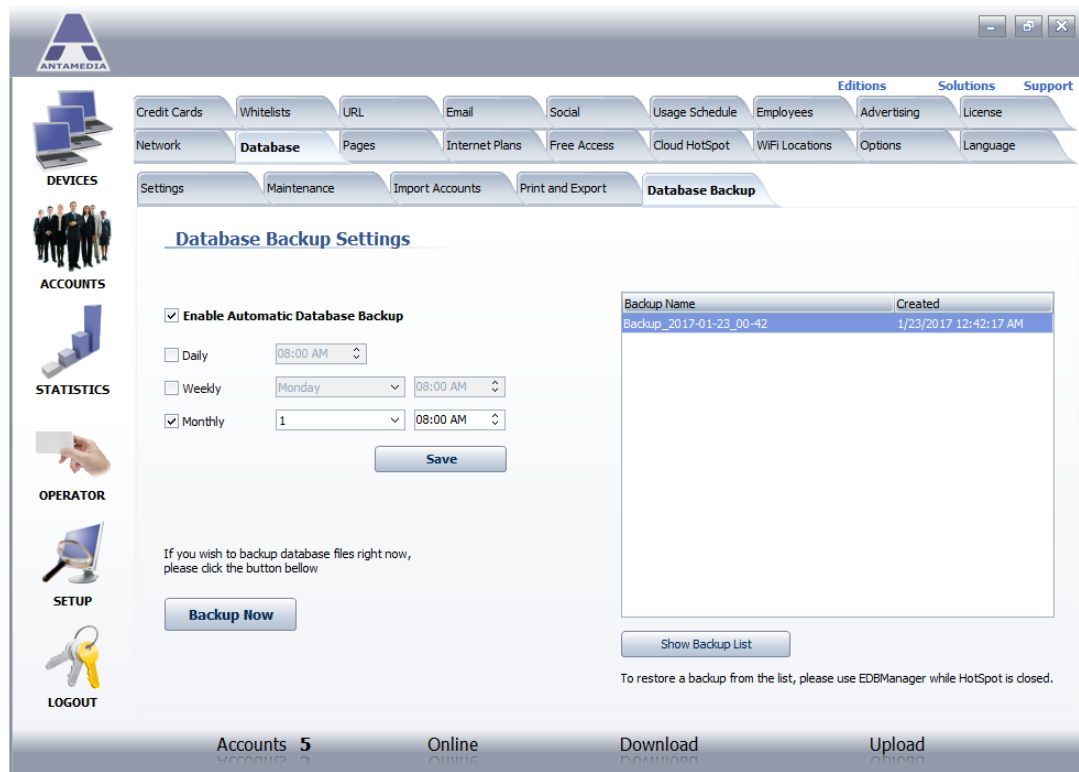 ANTAMEDIA
Editions Solutions Support
Credit Cards Whitelists URL Email Social Usage Schedule Employees Advertising License
Network Database Pages Internet Plans Free Access Cloud HotSpot WiFi Locations Options Language
Settings Maintenance Import Accounts Print and Export Database Backup
DEVICES
ACCOUNTS
STATISTICS
OPERATOR
SETUP
LOGOUT
Database Backup Settings
Enable Automatic Database Backup
Daily 08:00 AM
Weekly Monday 08:00 AM
Monthly 1 08:00 AM
Save
If you wish to backup database files right now,
please click the button bellow
Backup Now
Backup Name Created
Backup_2017-01-23_00-42 1/23/2017 12:42:17 AM
Show Backup List
To restore a backup from the list, please use EDBManager while HotSpot is closed.
Accounts 5 Online Download Upload